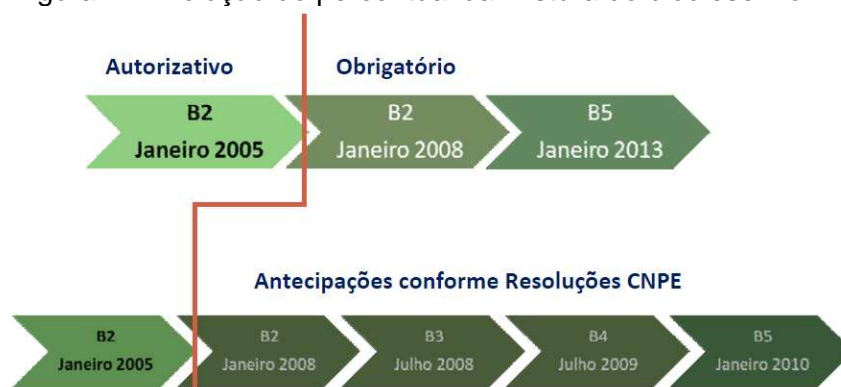 Autorizativo Obrigatório
B2 B2 B5
Janeiro 2005 Janeiro 2008 Janeiro 2013
Antecipações conforme Resoluções CNPE
B2 B2 B3 B4 B5
Janeiro 2005 Janeiro 2008 Julho 2008 Julho 2009 Janeiro 2010